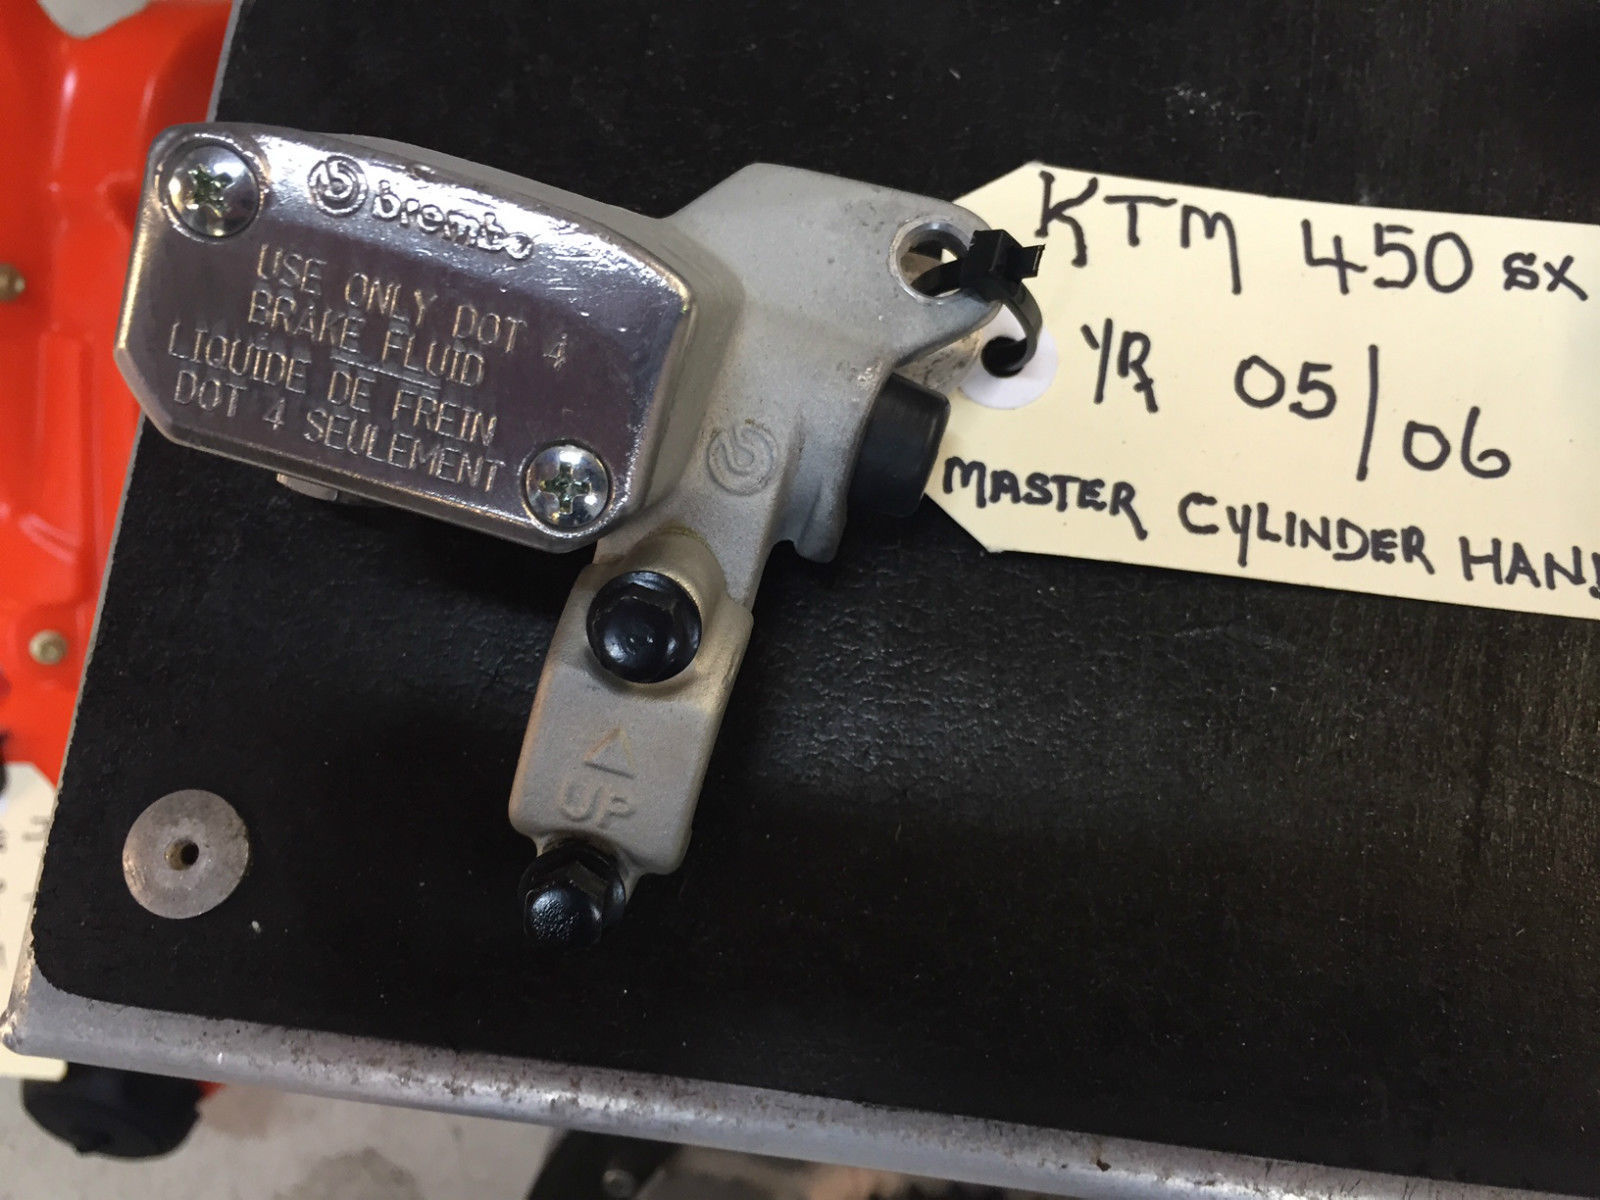 brembo
USE ONLY DOT 4
BRAKE FLUID
LIQUIDE DE FREIN
DOT 4 SEULEMENT
UP
KTM 450 SX
YR 05/06
MASTER CYLINDER